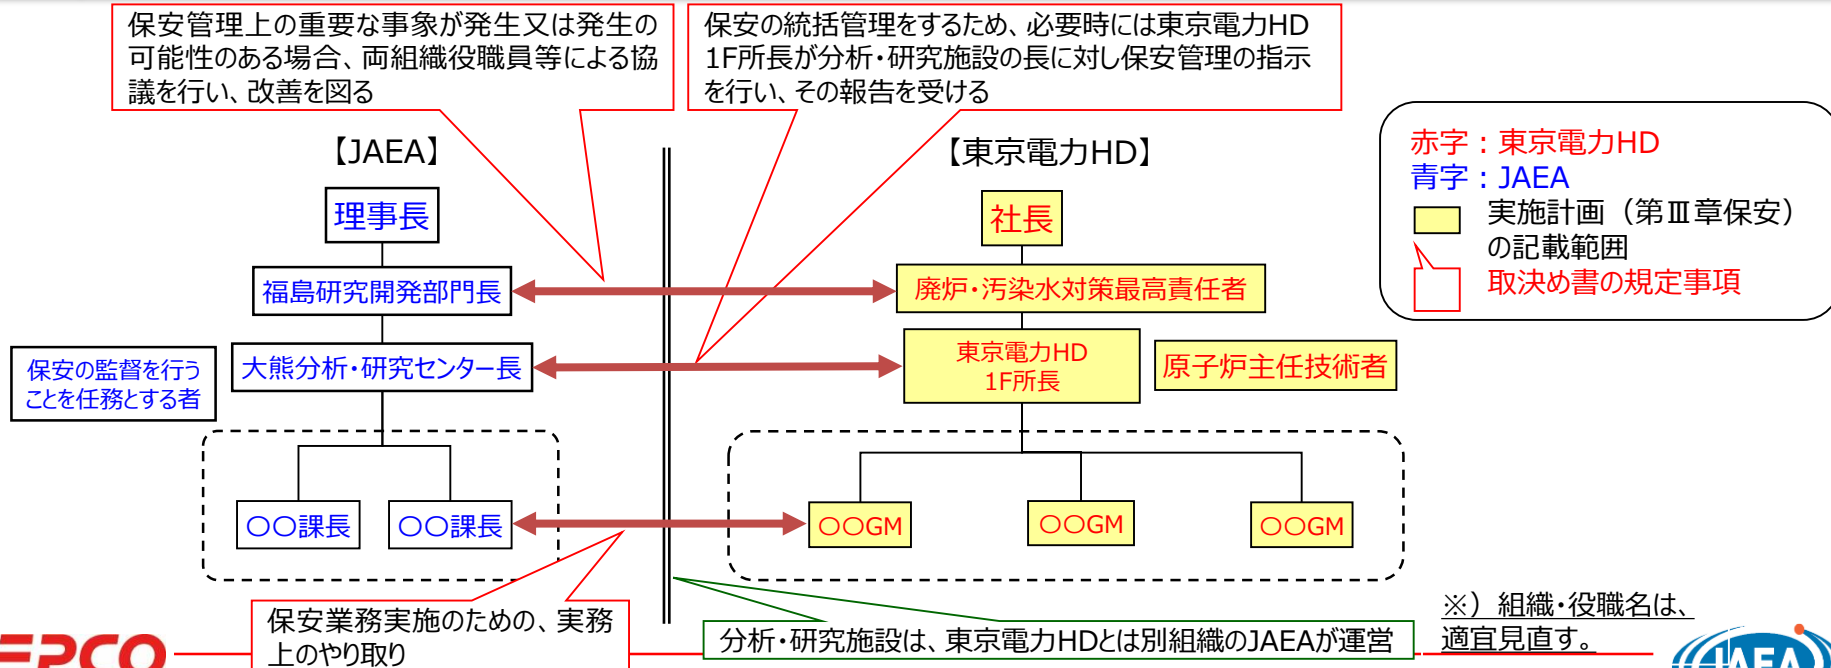 保安管理上の重要な事象が発生又は発生の
可能性のある場合、両組織役職員等による協
議を行い、改善を図る
保安の統括管理をするため、必要時には東京電力HD
1F所長が分析・研究施設の長に対し保安管理の指示
を行い、その報告を受ける
【JAEA】
【東京電力HD】
赤字：東京電力HD
青字：JAEA
実施計画（第Ⅲ章保安）
の記載範囲
取決め書の規定事項
理事長
社長
福島研究開発部門長
廃炉・汚染水対策最高責任者
保安の監督を行う
ことを任務とする者
大熊分析・研究センター長
東京電力HD
1F所長
原子炉主任技術者
〇〇課長
〇〇課長
〇〇GM
〇〇GM
〇〇GM
保安業務実施のための、実務
上のやり取り
分析・研究施設は、東京電力HDとは別組織のJAEAが運営
※）組織・役職名は、
適宜見直す。
JAEA